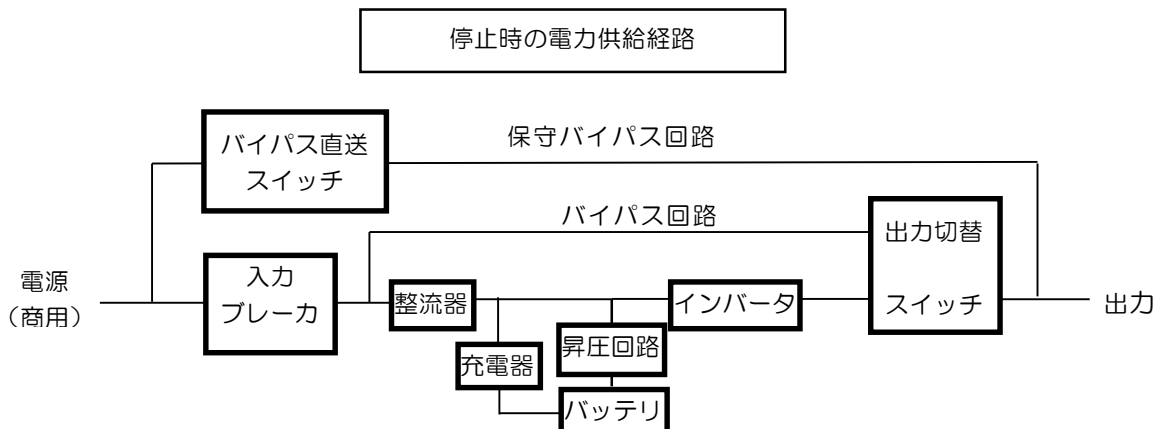 停止時の電力供給経路
バイパス直送
スイッチ
保守バイパス回路
バイパス回路
出力切替
スイッチ
電源
（商用）
入力
ブレーカ
整流器
インバータ
出力
充電器
昇圧回路
バッテリ